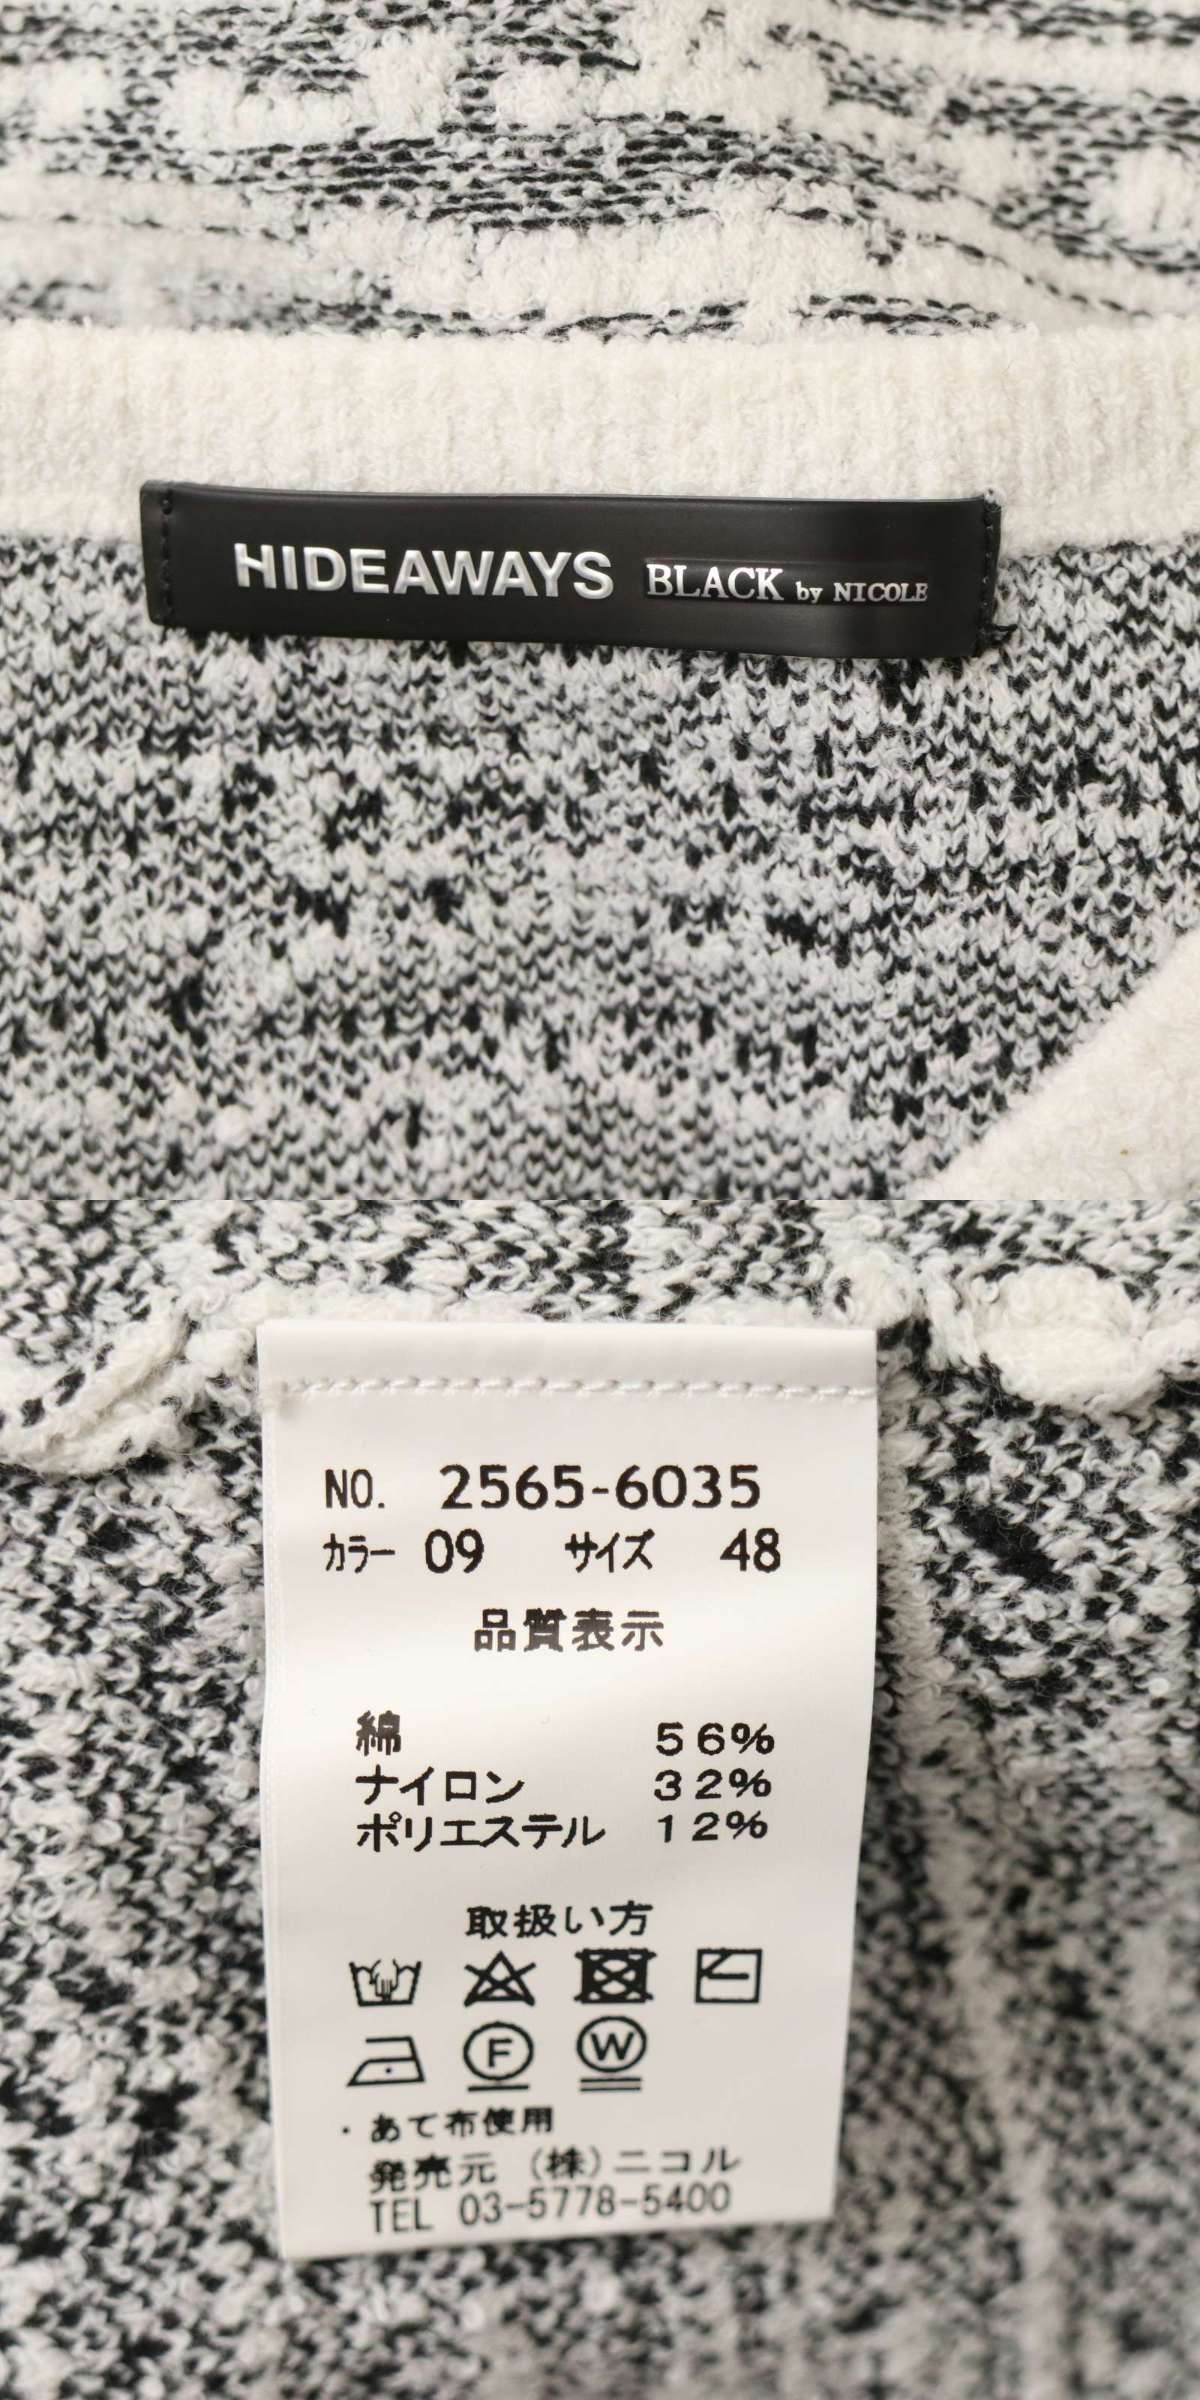 HIDEAWAYS BLACK by NICOLE
NO. 2565-6035
カラー 09 サイズ 48
品質表示
綿 56%
ナイロン 32%
ポリエステル 12%
取扱い方
F W
・あて布使用
発売元 (株)ニコル
TEL 03-5778-5400